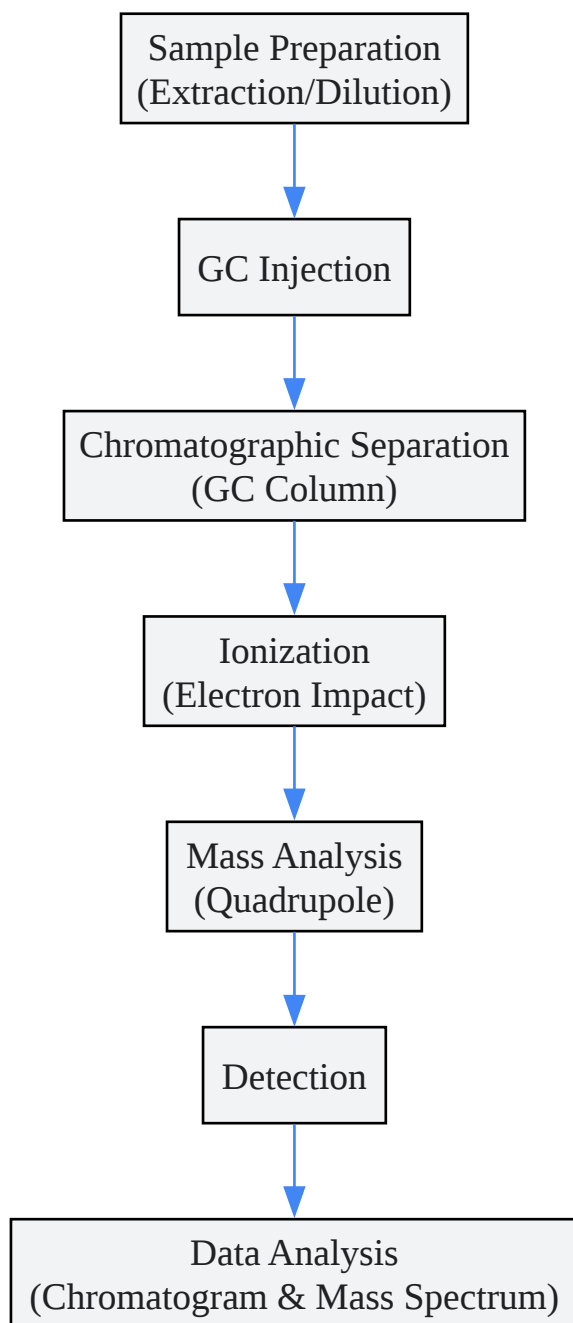 Sample Preparation
(Extraction/Dilution)
GC Injection
Chromatographic Separation
(GC Column)
Ionization
(Electron Impact)
Mass Analysis
(Quadrupole)
Detection
Data Analysis
(Chromatogram & Mass Spectrum)